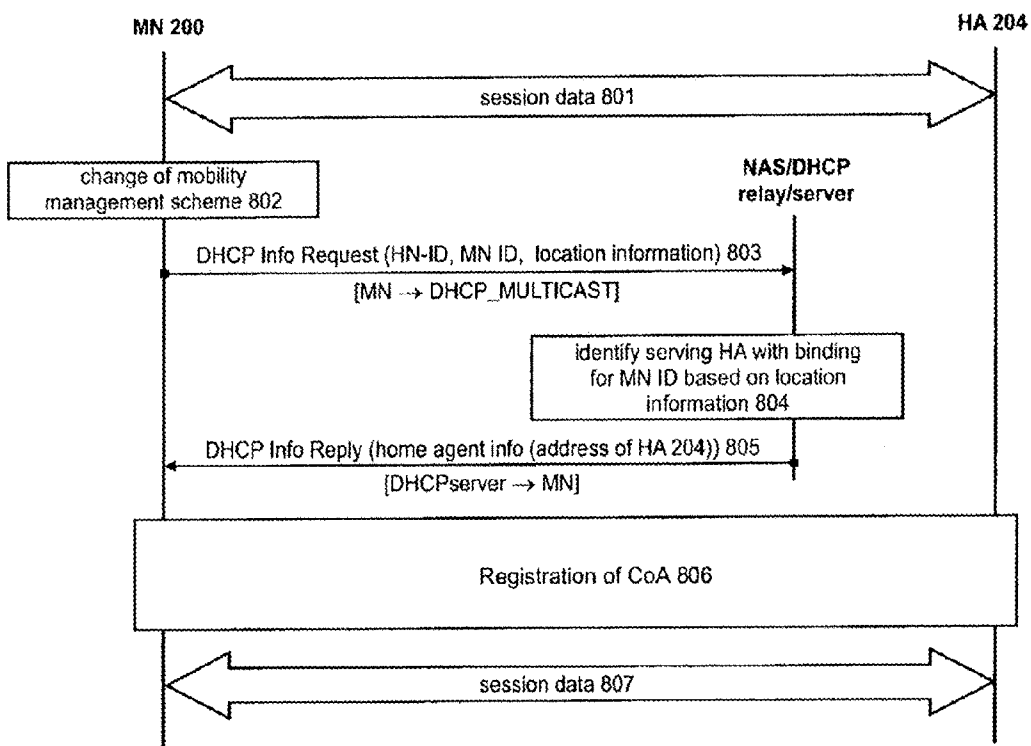 MN 200
HA 204
session data 801
change of mobility
management scheme 802
NAS/DHCP
relay/server
DHCP Info Request (HN-ID, MN ID, location information) 803
[MN → DHCP_MULTICAST]
identify serving HA with binding
for MN ID based on location
information 804
DHCP Info Reply (home agent info (address of HA 204)) 805
[DHCPserver → MN]
Registration of CoA 806
session data 807